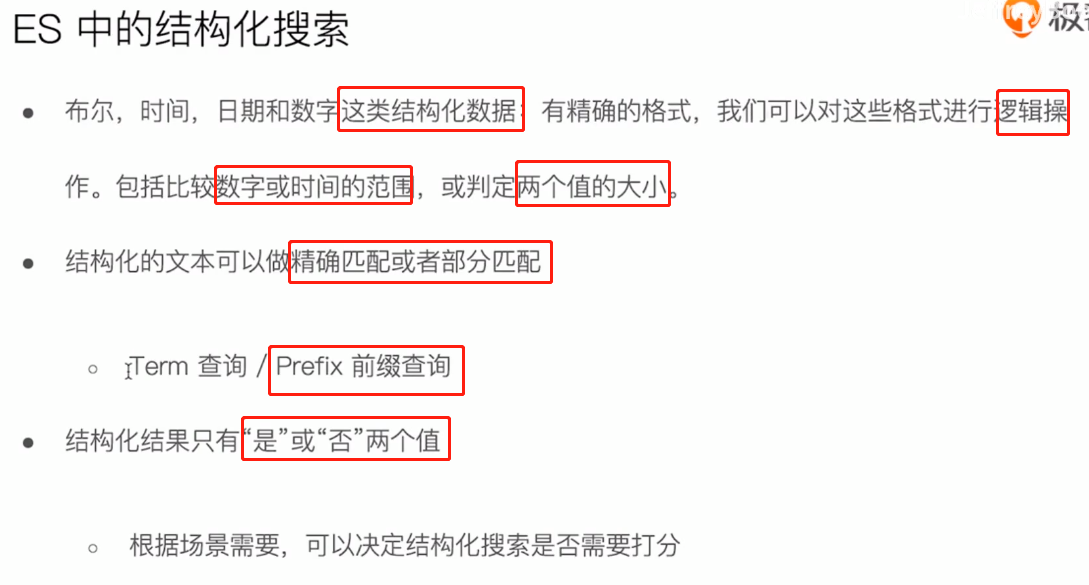 ES 中的结构化搜索
极
布尔，时间，日期和数字这类结构化数据：有精确的格式，我们可以对这些格式进行逻辑操
作。包括比较数字或时间的范围，或判定两个值的大小。
结构化的文本可以做精确匹配或者部分匹配
Term 查询 / Prefix 前缀查询
结构化结果只有“是”或“否”两个值
根据场景需要，可以决定结构化搜索是否需要打分